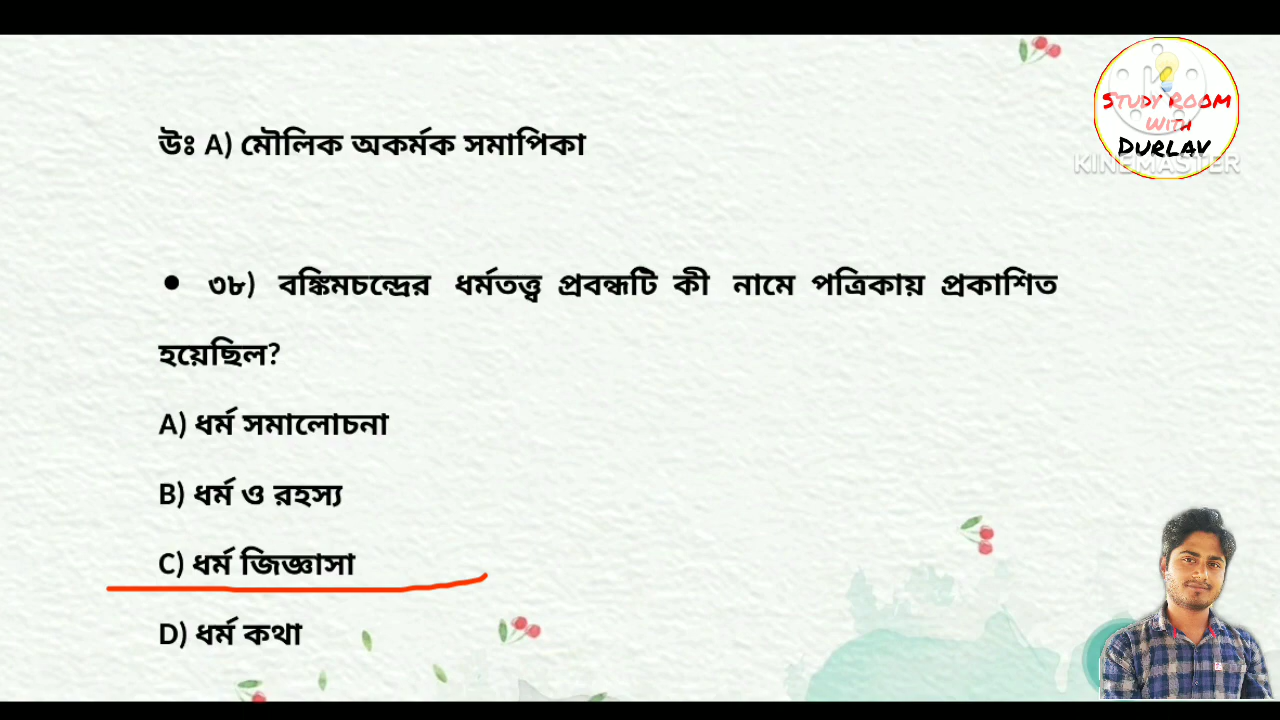 STUDY ROOM
WITH
DURLAV
KINEMASTER
উঃ A) মৌলিক অকর্মক সমাপিকা
• ৩৮) বঙ্কিমচন্দ্রের ধর্মতত্ত্ব প্রবন্ধটি কী নামে পত্রিকায় প্রকাশিত
হয়েছিল?
A) ধর্ম সমালোচনা
B) ধর্ম ও রহস্য
C) ধর্ম জিজ্ঞাসা
D) ধর্ম কথা